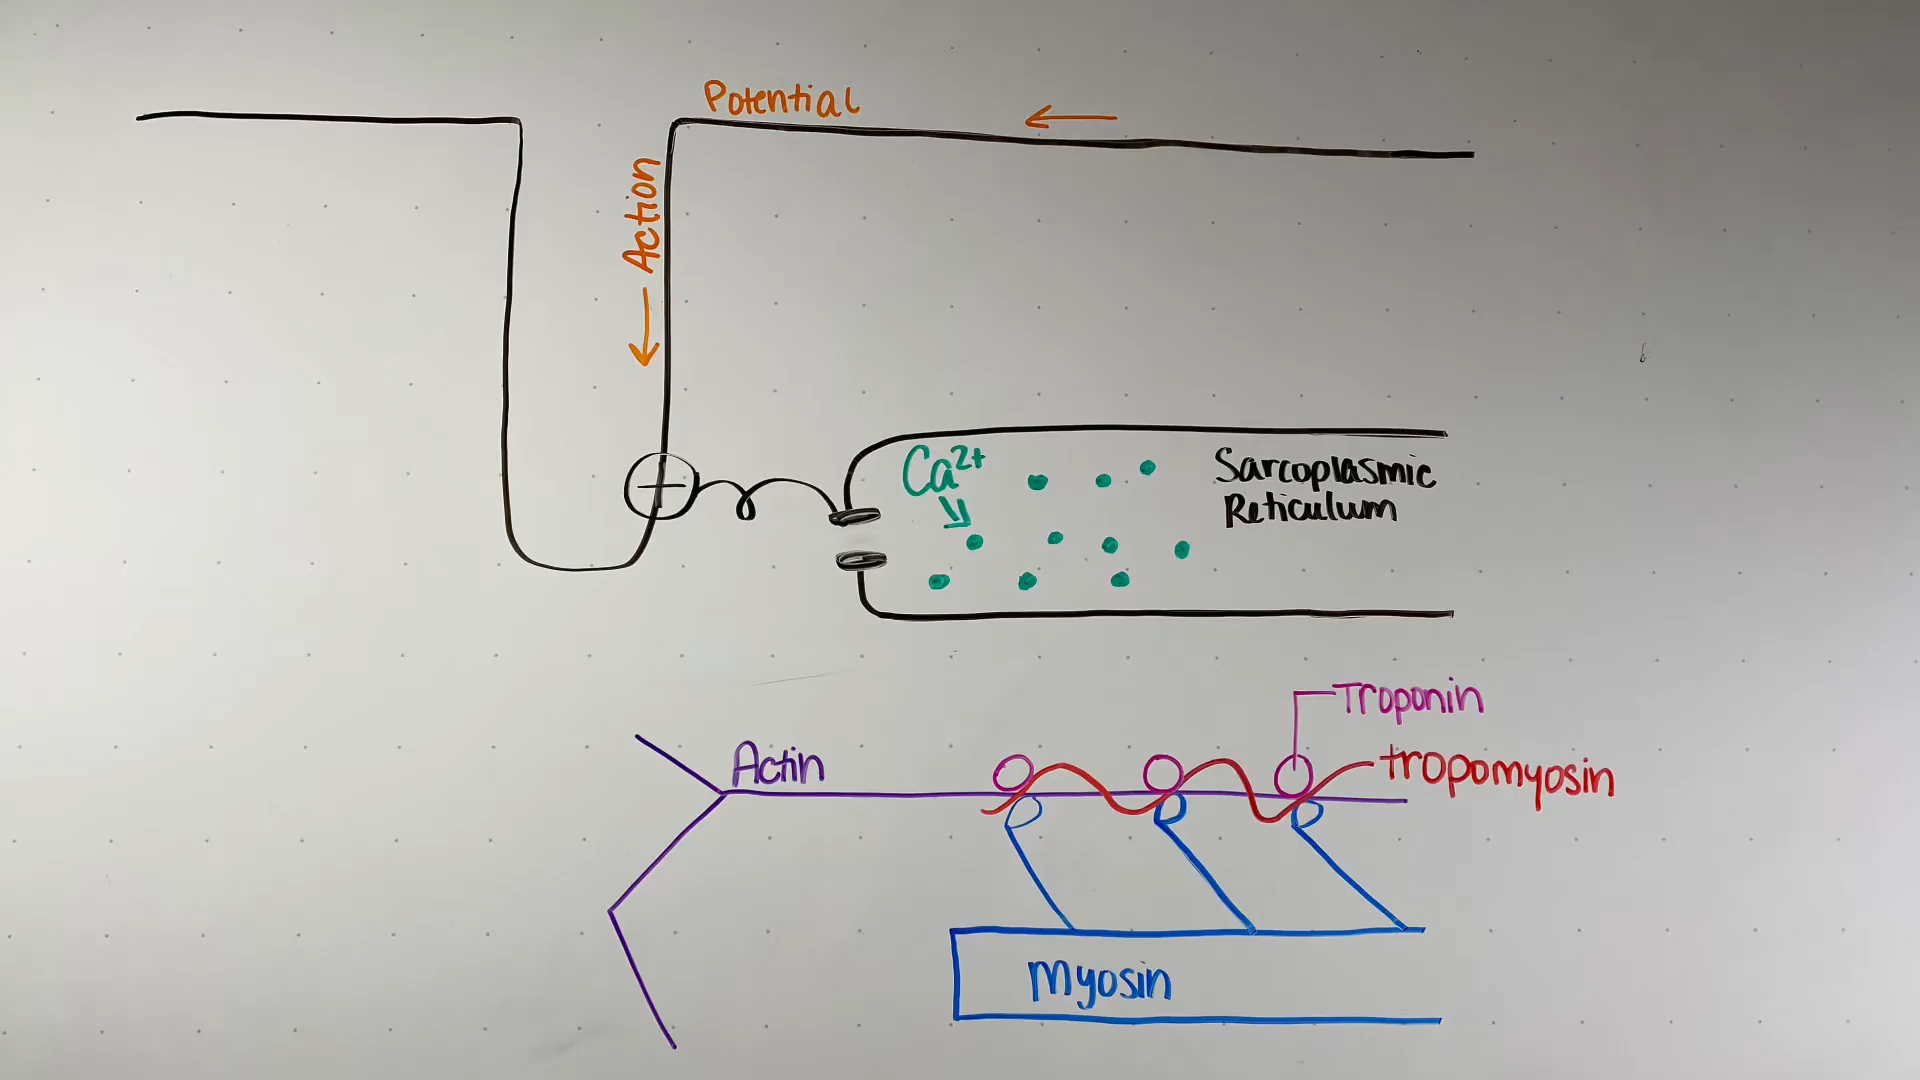 Potential
Action
Ca²⁺
Sarcoplasmic
Reticulum
Troponin
tropomyosin
Actin
Myosin